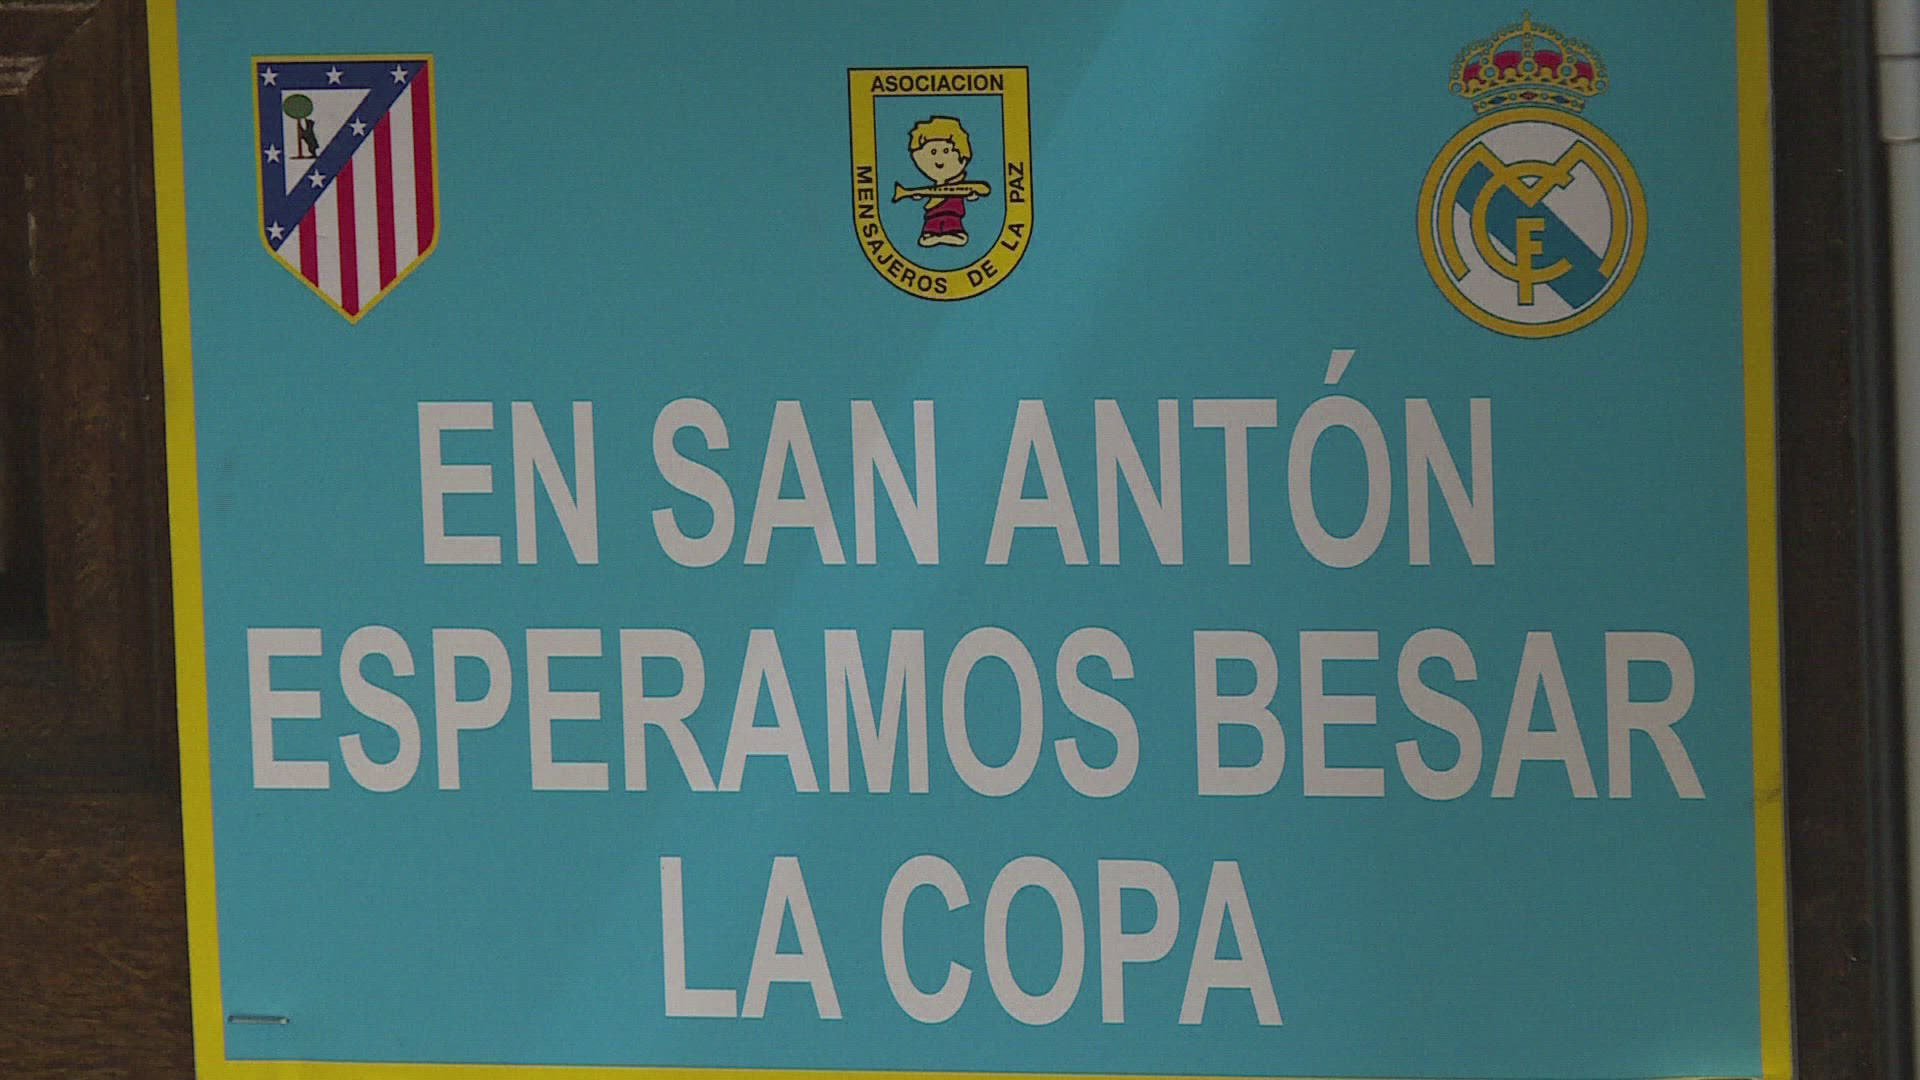 ASOCIACION
MENSAJEROS DE LA PAZ
EN SAN ANTÓN
ESPERAMOS BESAR
LA COPA